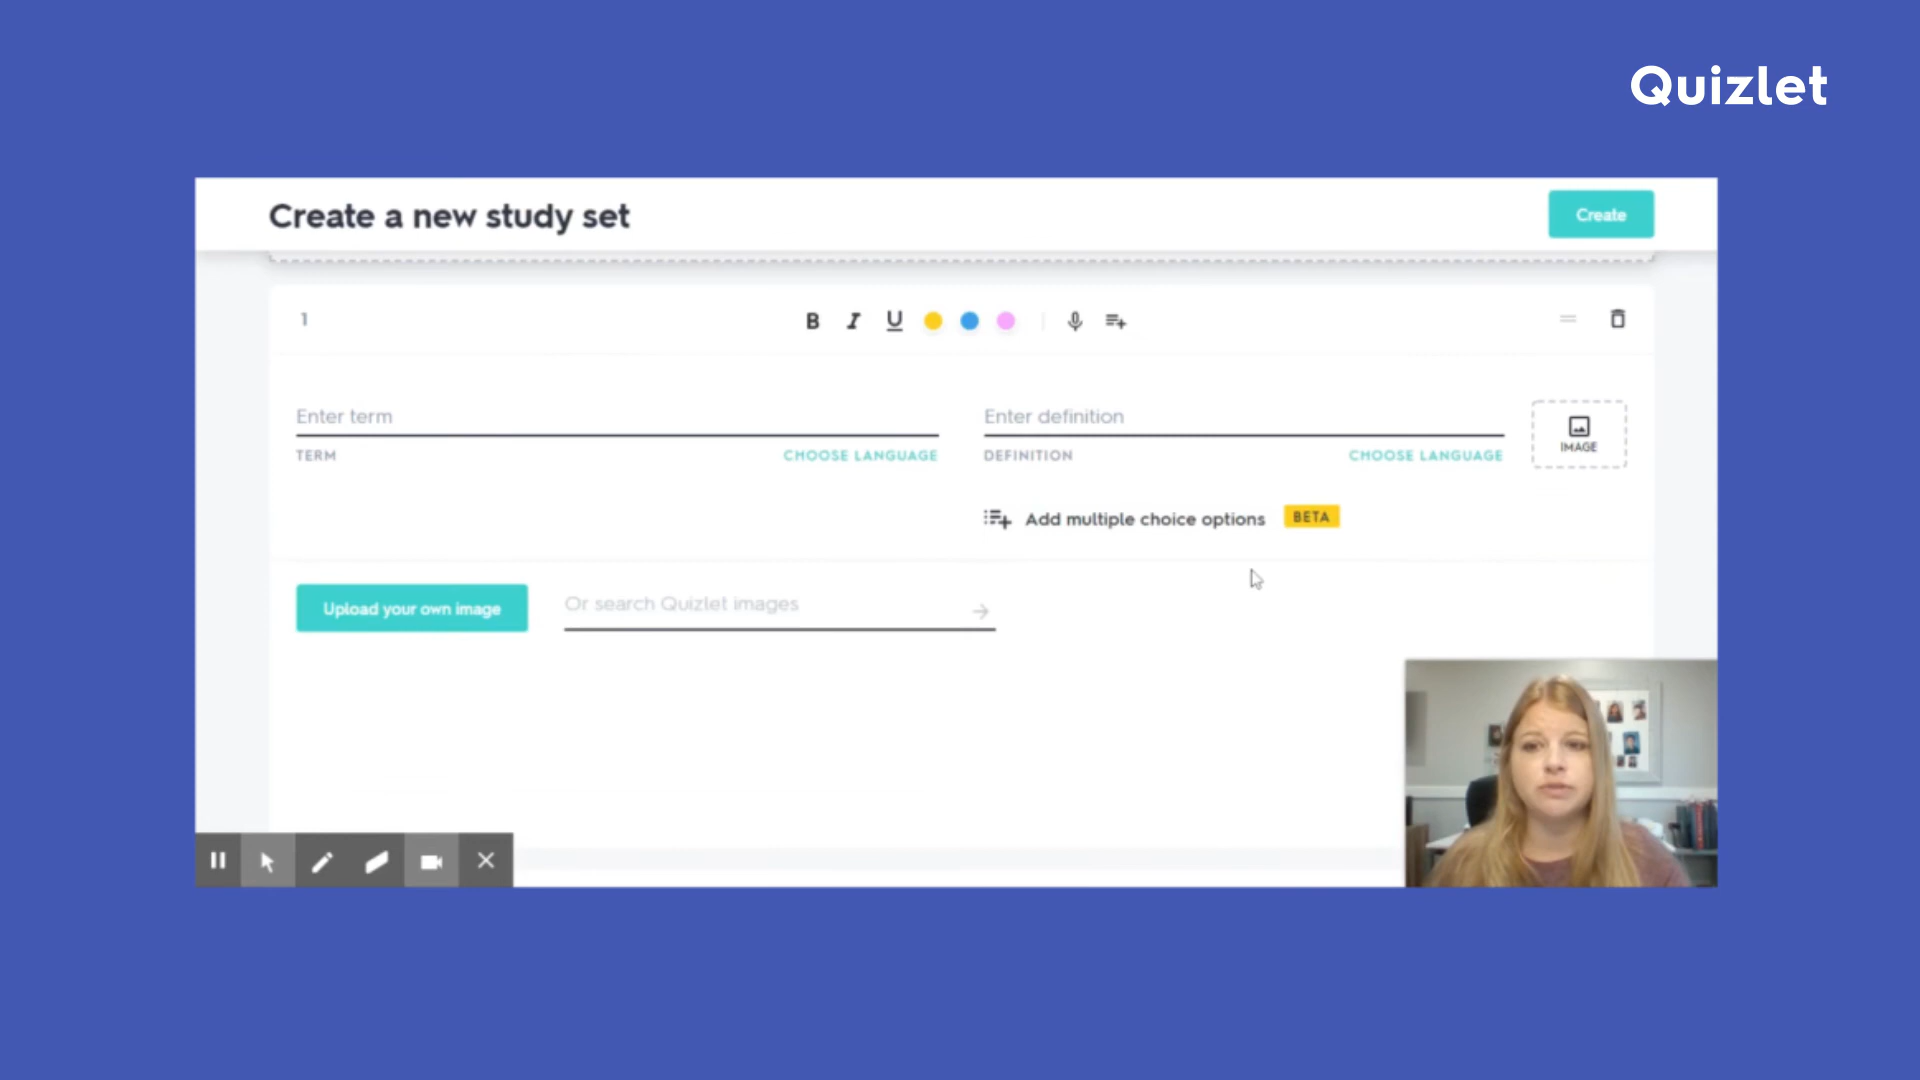 Quizlet
Create a new study set
Create
1
B I U
Enter term
Enter definition
IMAGE
TERM
CHOOSE LANGUAGE
DEFINITION
CHOOSE LANGUAGE
Add multiple choice options
BETA
Upload your own image
Or search Quizlet images